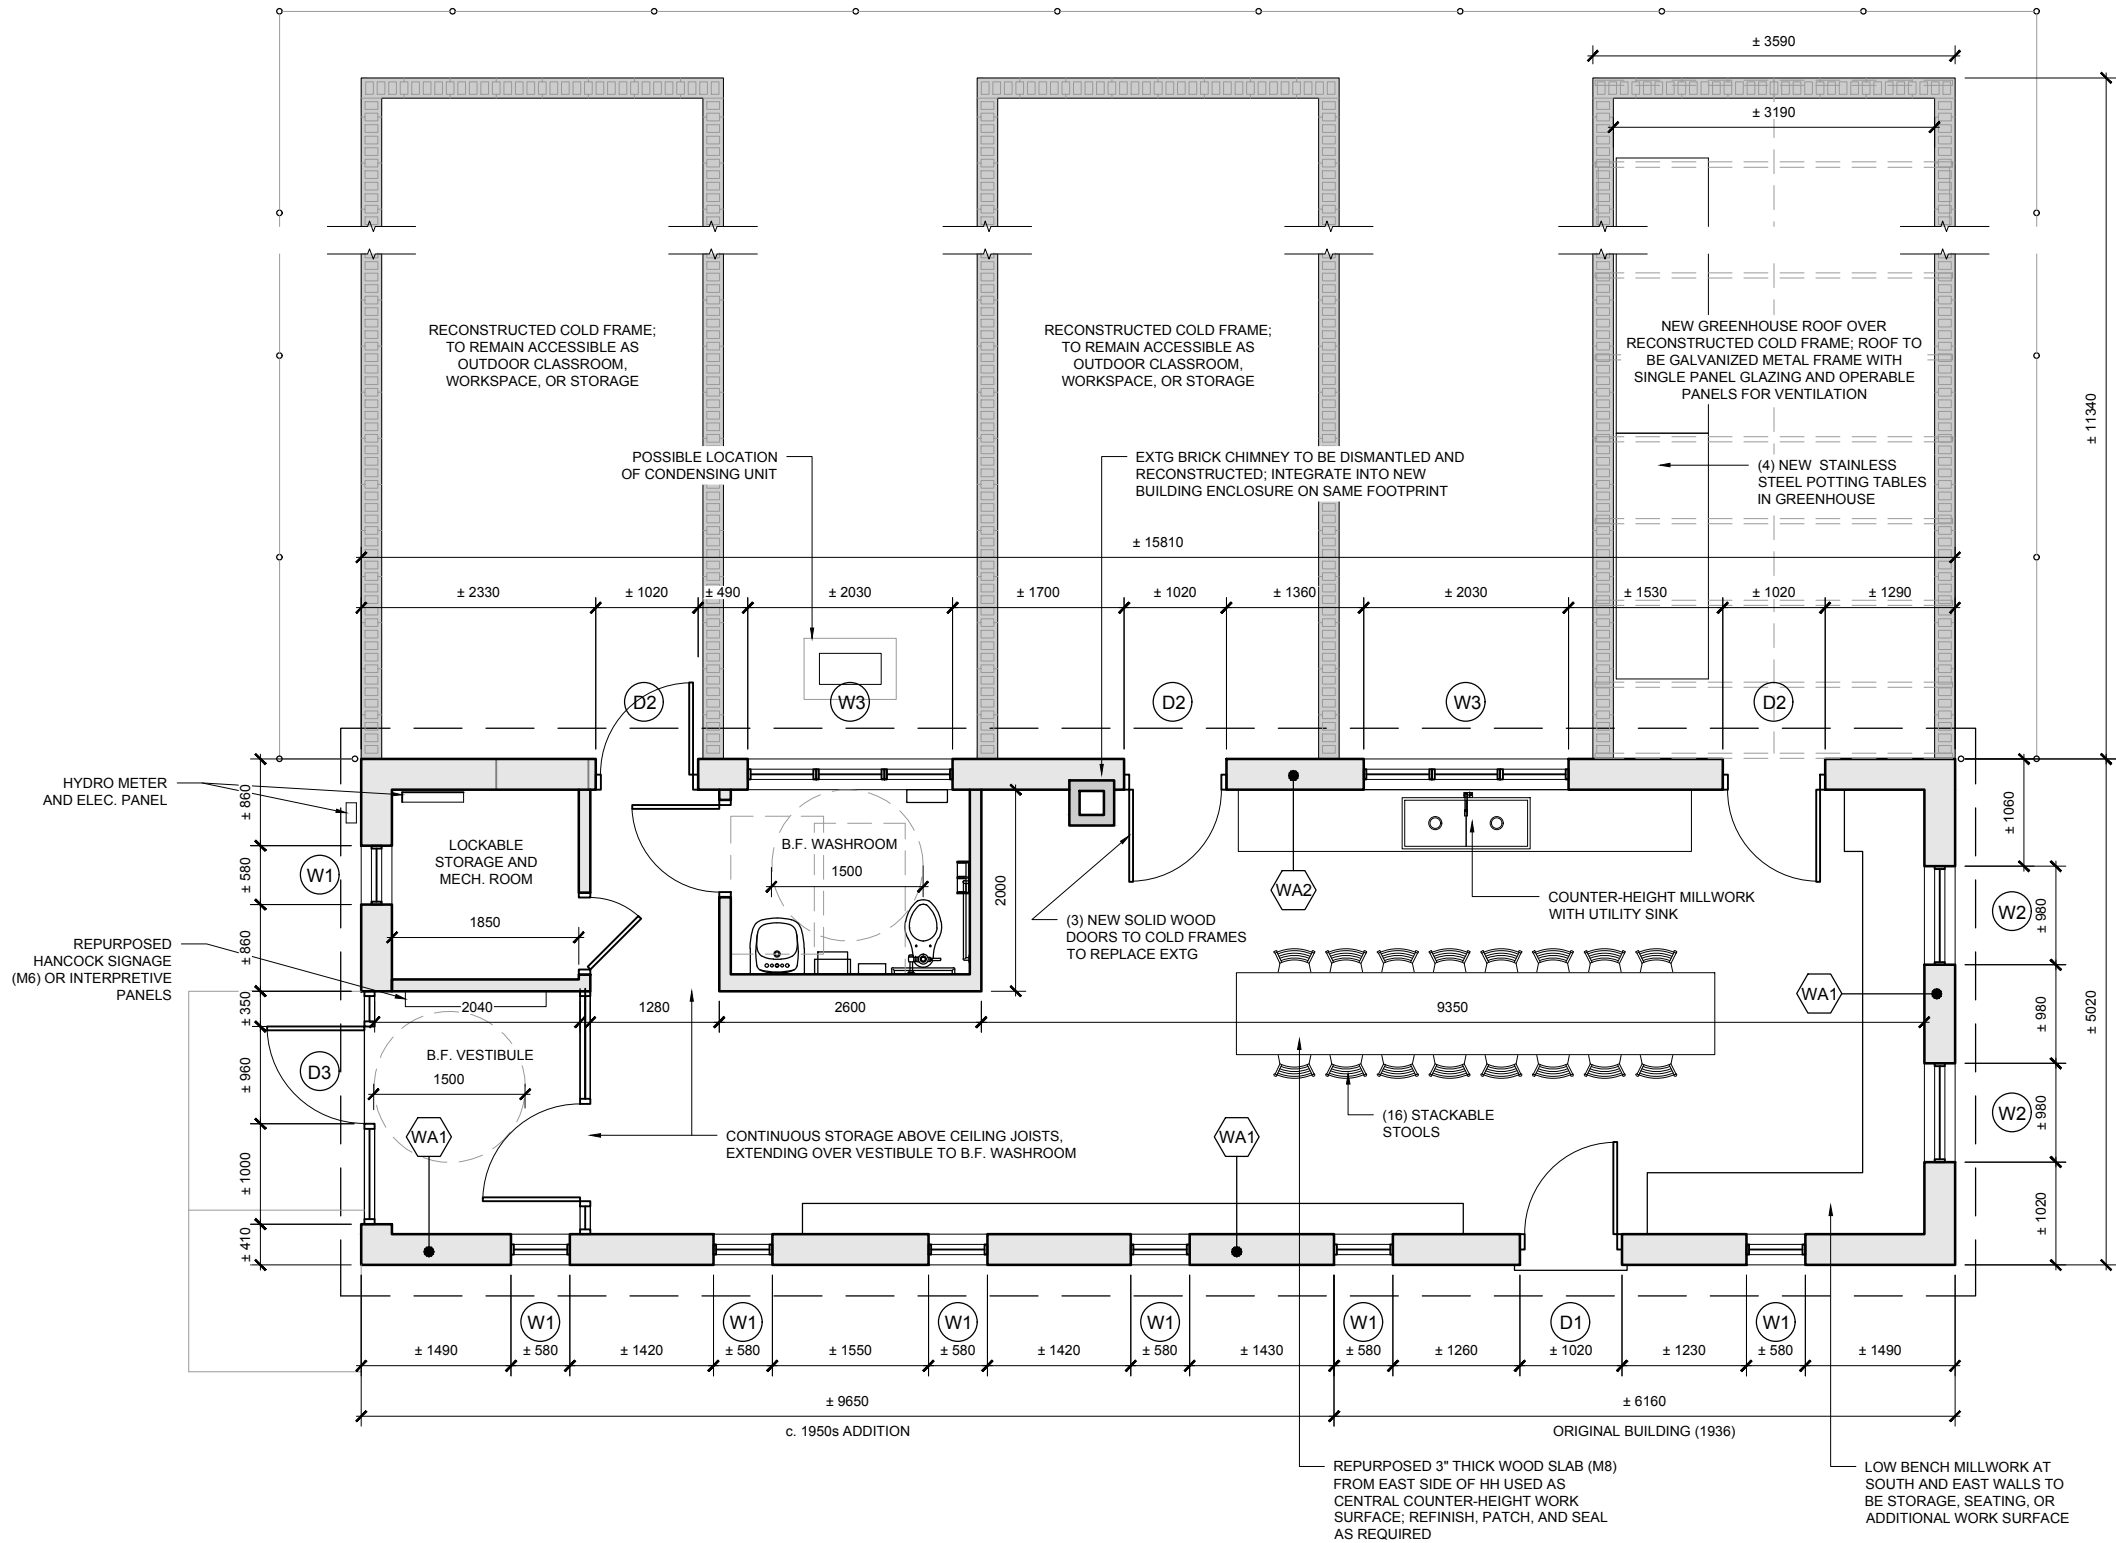 ± 3590
± 3190
± 11340
RECONSTRUCTED COLD FRAME;
TO REMAIN ACCESSIBLE AS
OUTDOOR CLASSROOM,
WORKSPACE, OR STORAGE
RECONSTRUCTED COLD FRAME;
TO REMAIN ACCESSIBLE AS
OUTDOOR CLASSROOM,
WORKSPACE, OR STORAGE
NEW GREENHOUSE ROOF OVER
RECONSTRUCTED COLD FRAME; ROOF TO
BE GALVANIZED METAL FRAME WITH
SINGLE PANEL GLAZING AND OPERABLE
PANELS FOR VENTILATION
POSSIBLE LOCATION
OF CONDENSING UNIT
EXTG BRICK CHIMNEY TO BE DISMANTLED AND
RECONSTRUCTED; INTEGRATE INTO NEW
BUILDING ENCLOSURE ON SAME FOOTPRINT
(4) NEW STAINLESS
STEEL POTTING TABLES
IN GREENHOUSE
± 15810
± 2330
± 1020
± 490
± 2030
± 1700
± 1020
± 1360
± 2030
± 1530
± 1020
± 1290
D2
W3
D2
W3
D2
HYDRO METER
AND ELEC. PANEL
± 860
± 580
± 860
± 350
± 960
± 1000
± 410
W1
LOCKABLE
STORAGE AND
MECH. ROOM
1850
B.F. WASHROOM
1500
2000
WA2
(3) NEW SOLID WOOD
DOORS TO COLD FRAMES
TO REPLACE EXTG
COUNTER-HEIGHT MILLWORK
WITH UTILITY SINK
± 1060
± 980
± 980
± 980
± 1020
± 5020
W2
W2
WA1
REPURPOSED
HANCOCK SIGNAGE
(M6) OR INTERPRETIVE
PANELS
2040
1280
2600
9350
D3
B.F. VESTIBULE
1500
WA1
WA1
CONTINUOUS STORAGE ABOVE CEILING JOISTS,
EXTENDING OVER VESTIBULE TO B.F. WASHROOM
(16) STACKABLE
STOOLS
W1
W1
W1
W1
W1
D1
W1
± 1490
± 580
± 1420
± 580
± 1550
± 580
± 1420
± 580
± 1430
± 580
± 1260
± 1020
± 1230
± 580
± 1490
± 9650
± 6160
c. 1950s ADDITION
ORIGINAL BUILDING (1936)
REPURPOSED 3" THICK WOOD SLAB (M8)
FROM EAST SIDE OF HH USED AS
CENTRAL COUNTER-HEIGHT WORK
SURFACE; REFINISH, PATCH, AND SEAL
AS REQUIRED
LOW BENCH MILLWORK AT
SOUTH AND EAST WALLS TO
BE STORAGE, SEATING, OR
ADDITIONAL WORK SURFACE